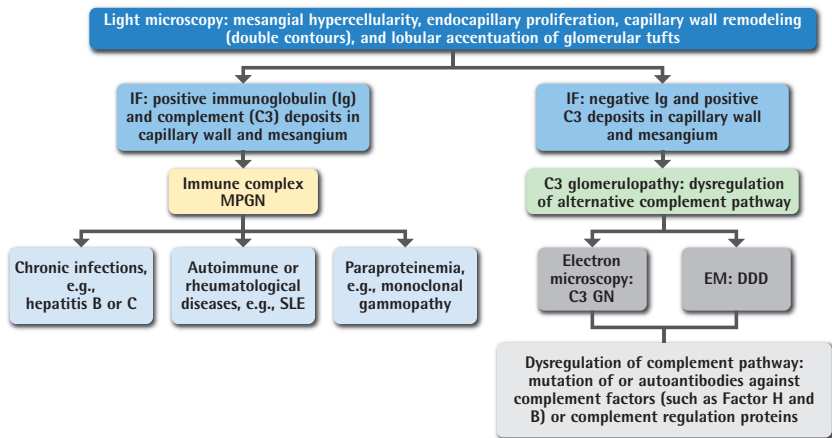 Light microscopy: mesangial hypercellularity, endocapillary proliferation, capillary wall remodeling
(double contours), and lobular accentuation of glomerular tufts
IF: positive immunoglobulin (Ig)
and complement (C3) deposits in
capillary wall and mesangium
IF: negative Ig and positive
C3 deposits in capillary wall
and mesangium
Immune complex
MPGN
C3 glomerulopathy: dysregulation
of alternative complement pathway
Chronic infections,
e.g.,
hepatitis B or C
Autoimmune or
rheumatological
diseases, e.g., SLE
Paraproteinemia,
e.g., monoclonal
gammopathy
Electron
microscopy:
C3 GN
EM: DDD
Dysregulation of complement pathway:
mutation of or autoantibodies against
complement factors (such as Factor H and
B) or complement regulation proteins